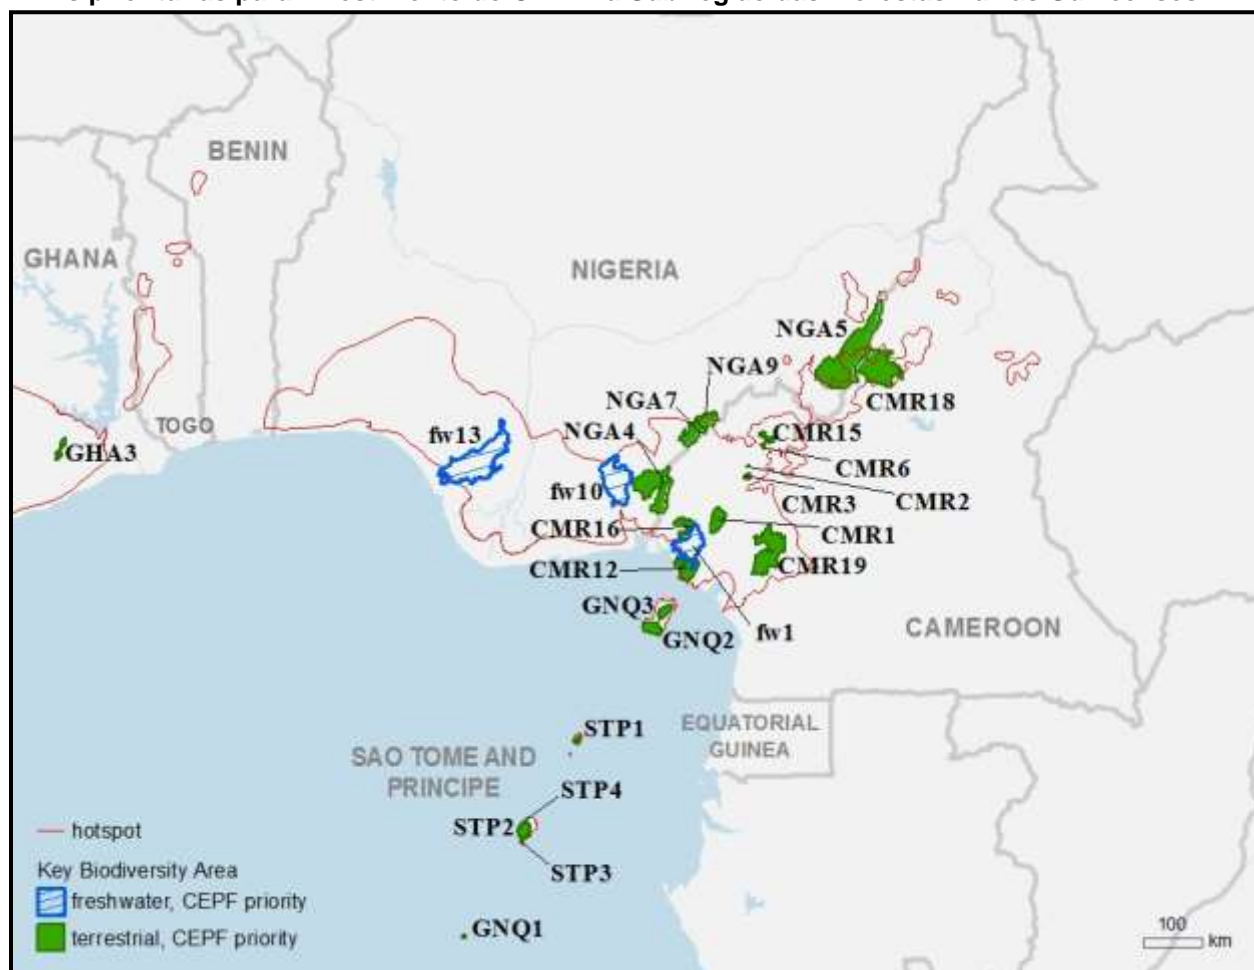 BENIN
GHANA
NIGERIA
NGA5
NGA9
NGA7
CMR18
TOGO
fw13
NGA4
CMR15
GHA3
CMR6
fw10
CMR2
CMR3
CMR16
CMR1
CMR12
CMR19
GNQ3
fw1
CAMEROON
GNQ2
STP1
EQUATORIAL
GUINEA
SAO TOME AND
PRINCIPE
STP4
STP2
STP3
hotspot
Key Biodiversity Area
freshwater, CEPF priority
terrestrial, CEPF priority
GNQ1
100
km